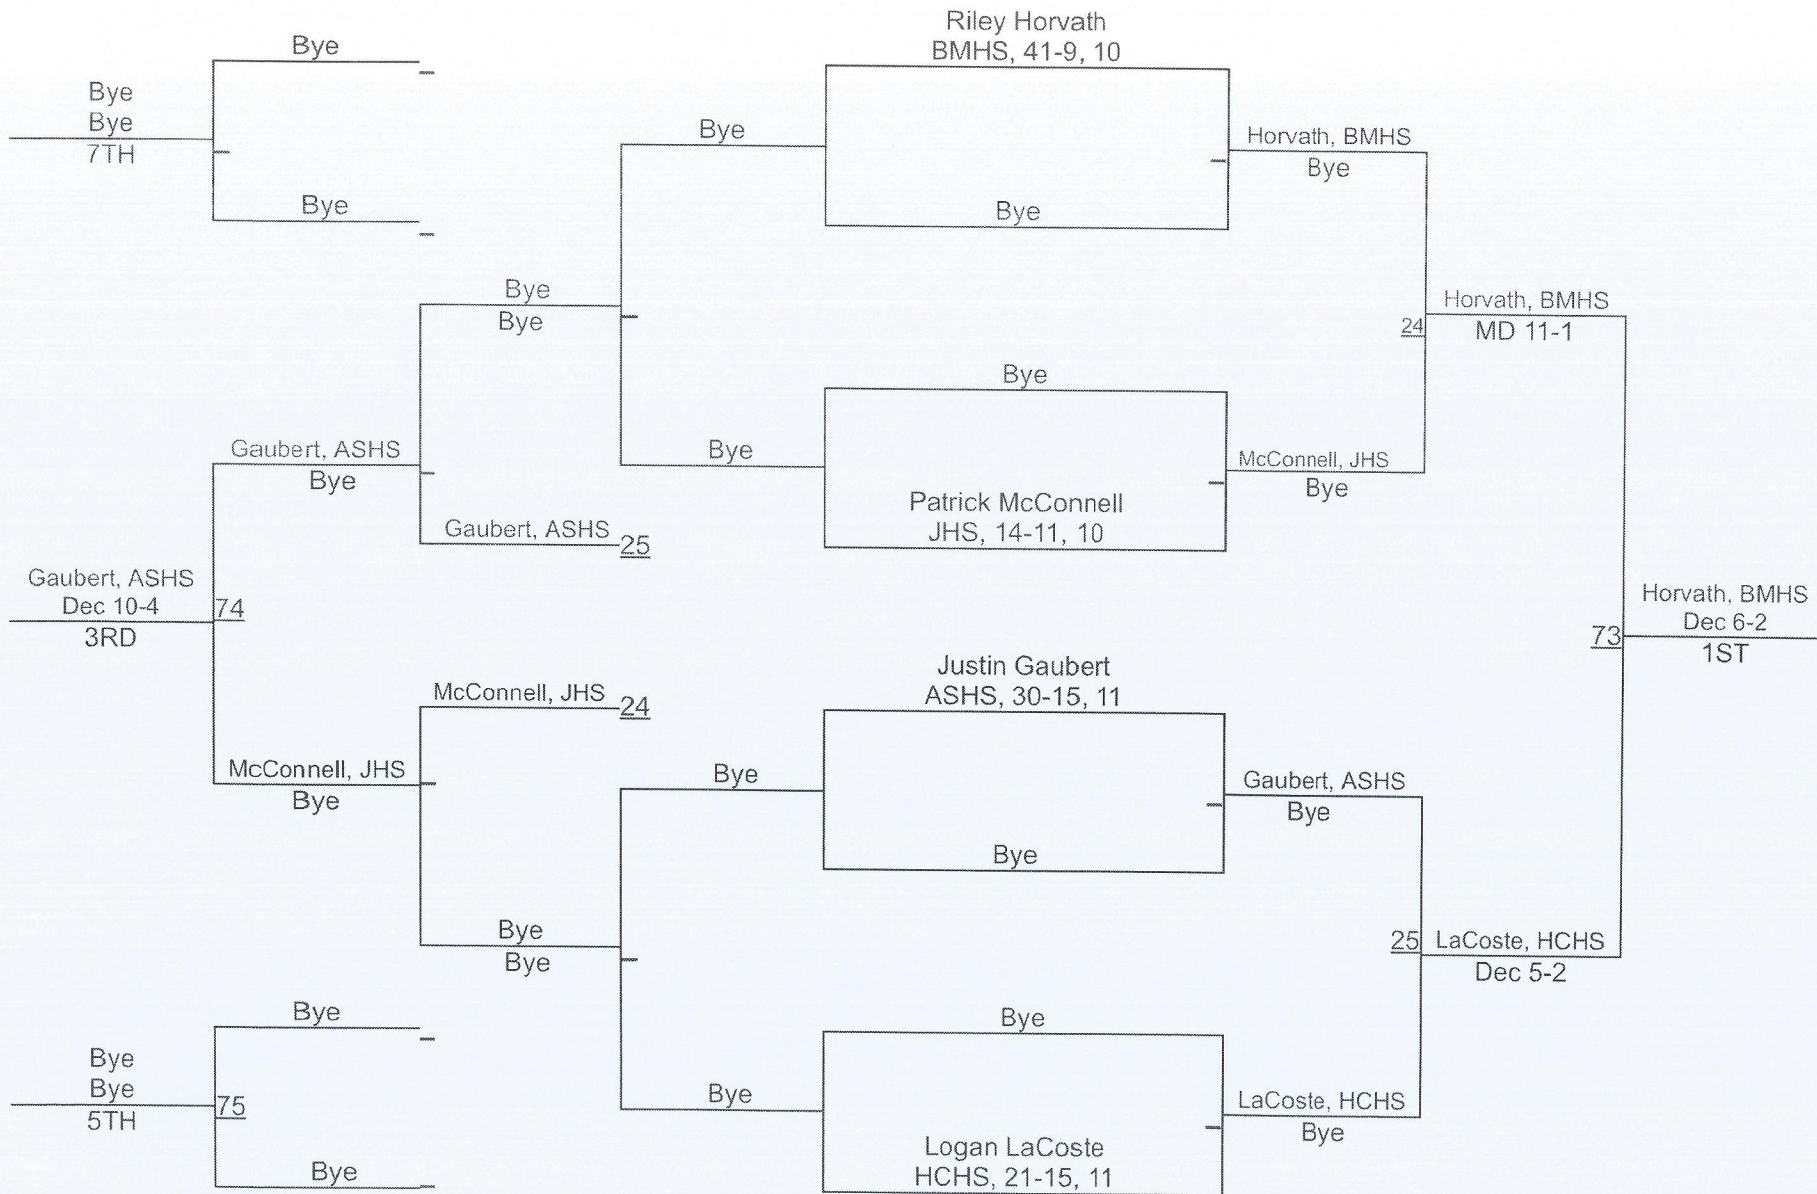 Bye
Bye
Bye
7TH
Bye
Bye
Bye
Bye
Gaubert, ASHS
Bye
Gaubert, ASHS
25
Bye
Gaubert, ASHS
Dec 10-4
3RD
74
McConnell, JHS
24
McConnell, JHS
Bye
Bye
Bye
Bye
Bye
Bye
Bye
Bye
5TH
75
Bye
Riley Horvath
BMHS, 41-9, 10
Bye
Horvath, BMHS
Bye
Bye
Patrick McConnell
JHS, 14-11, 10
McConnell, JHS
Bye
24
Horvath, BMHS
MD 11-1
Justin Gaubert
ASHS, 30-15, 11
Bye
Gaubert, ASHS
Bye
Bye
Logan LaCoste
HCHS, 21-15, 11
LaCoste, HCHS
Bye
25
LaCoste, HCHS
Dec 5-2
73
Horvath, BMHS
Dec 6-2
1ST